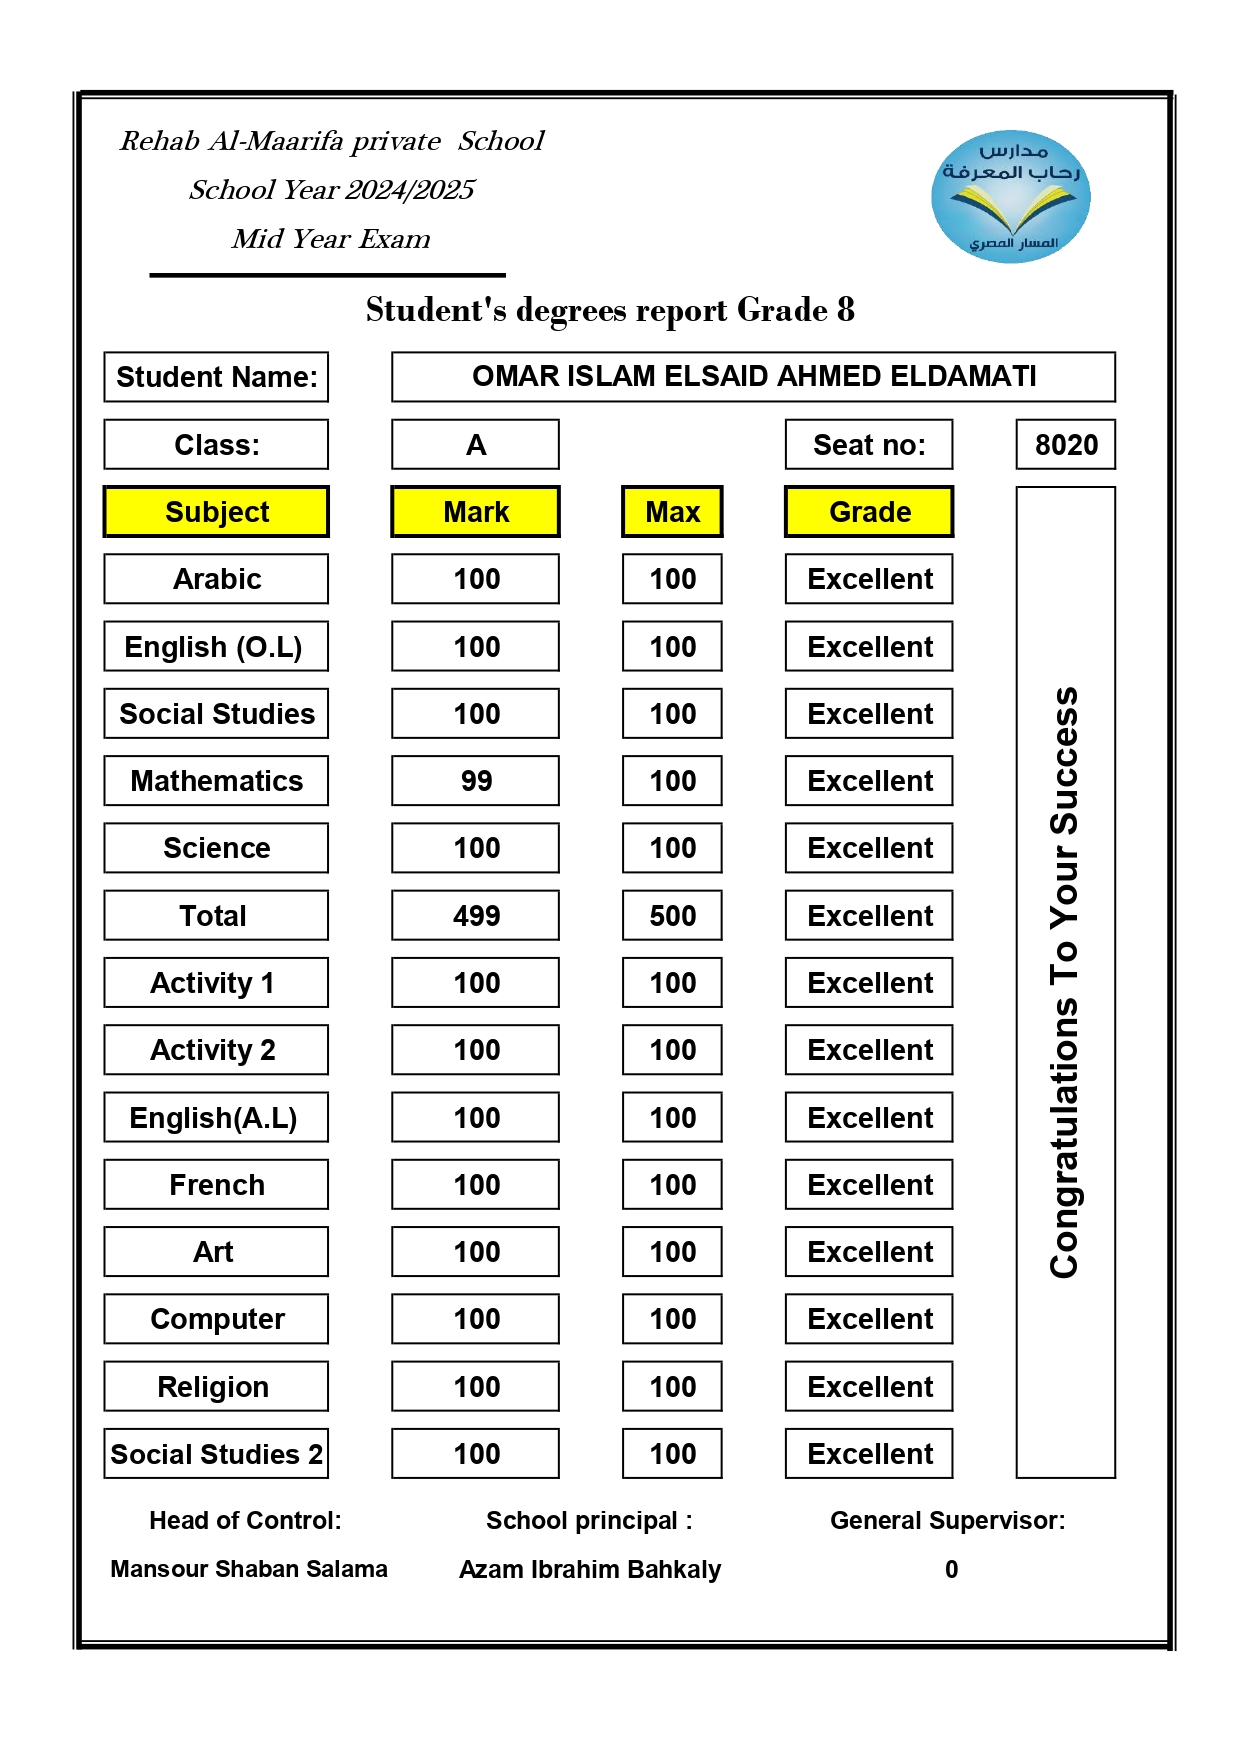 Rehab Al-Maarifa private School
School Year 2024/2025
Mid Year Exam
مدارس
رحاب المعرفة
المسار المصري
Student's degrees report Grade 8
Student Name: OMAR ISLAM ELSAID AHMED ELDAMATI
Class: A Seat no: 8020
Subject Mark Max Grade
Arabic 100 100 Excellent
English (O.L) 100 100 Excellent
Social Studies 100 100 Excellent
Mathematics 99 100 Excellent
Science 100 100 Excellent
Total 499 500 Excellent
Activity 1 100 100 Excellent
Activity 2 100 100 Excellent
English(A.L) 100 100 Excellent
French 100 100 Excellent
Art 100 100 Excellent
Computer 100 100 Excellent
Religion 100 100 Excellent
Social Studies 2 100 100 Excellent
Congratulations To Your Success
Head of Control: School principal : General Supervisor:
Mansour Shaban Salama Azam Ibrahim Bahkaly 0